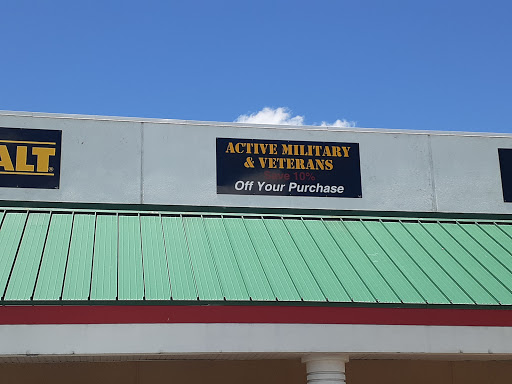 ALT®
ACTIVE MILITARY
& VETERANS
Save 10%
Off Your Purchase